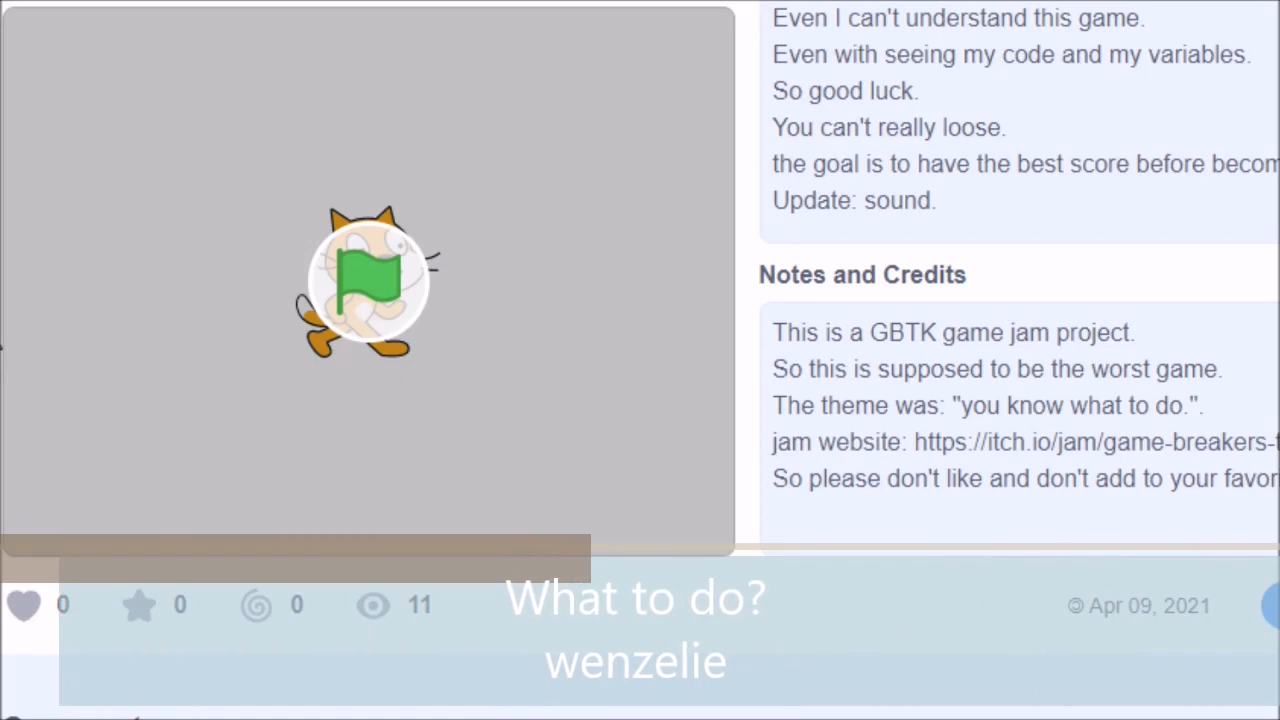 Even I can't understand this game.
Even with seeing my code and my variables.
So good luck.
You can't really loose.
the goal is to have the best score before becom
Update: sound.
Notes and Credits
This is a GBTK game jam project.
So this is supposed to be the worst game.
The theme was: "you know what to do.".
jam website: https://itch.io/jam/game-breakers-t
So please don't like and don't add to your favor
0 0 0 11
© Apr 09, 2021
What to do?
wenzelie